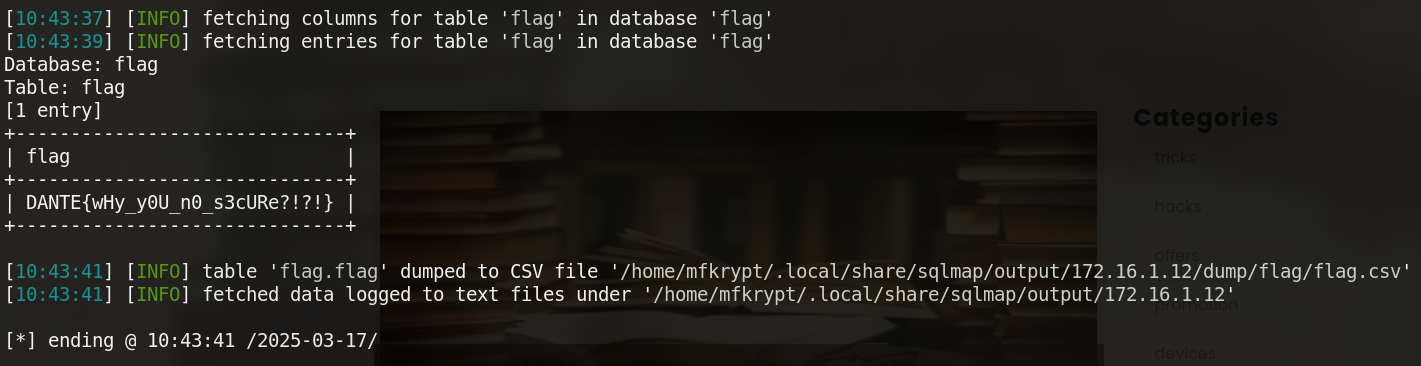 [10:43:37] [INFO] fetching columns for table 'flag' in database 'flag'
[10:43:39] [INFO] fetching entries for table 'flag' in database 'flag'
Database: flag
Table: flag
[1 entry]
+------------------------------+
| flag                         |
+------------------------------+
| DANTE{wHy_y0U_n0_s3cURe?!?!} |
+------------------------------+
[10:43:41] [INFO] table 'flag.flag' dumped to CSV file '/home/mfkrypt/.local/share/sqlmap/output/172.16.1.12/dump/flag/flag.csv'
[10:43:41] [INFO] fetched data logged to text files under '/home/mfkrypt/.local/share/sqlmap/output/172.16.1.12'
[*] ending @ 10:43:41 /2025-03-17/
Categories
tricks
hacks
offers
promotion
devices